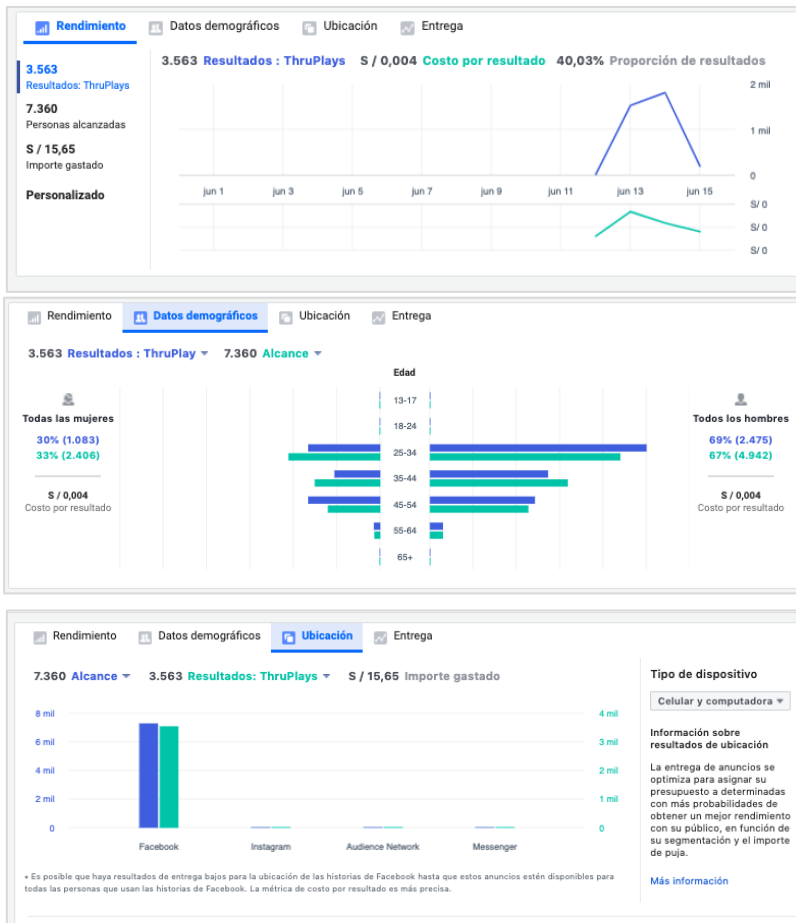 Rendimiento Datos demográficos Ubicación Entrega
3.563 Resultados : ThruPlays S / 0,004 Costo por resultado 40,03% Proporción de resultados
3.563
Resultados: ThruPlays
7.360
Personas alcanzadas
S / 15,65
Importe gastado
Personalizado
2 mil
1 mil
0
jun 1 jun 3 jun 5 jun 7 jun 9 jun 11 jun 13 jun 15
S/ 0
S/ 0
S/ 0
Rendimiento Datos demográficos Ubicación Entrega
3.563 Resultados : ThruPlay 7.360 Alcance
Edad
Todas las mujeres
30% (1.083)
33% (2.406)
S / 0,004
Costo por resultado
13-17
18-24
25-34
35-44
45-54
55-64
65+
Todos los hombres
69% (2.475)
67% (4.942)
S / 0,004
Costo por resultado
Rendimiento Datos demográficos Ubicación Entrega
7.360 Alcance 3.563 Resultados: ThruPlays S / 15,65 Importe gastado
8 mil
6 mil
4 mil
2 mil
0
4 mil
3 mil
2 mil
1 mil
0
Facebook Instagram Audience Network Messenger
* Es posible que haya resultados de entrega bajos para la ubicación de las historias de Facebook hasta que estos anuncios estén disponibles para
todas las personas que usan las historias de Facebook. La métrica de costo por resultado es más precisa.
Tipo de dispositivo
Celular y computadora
Información sobre
resultados de ubicación
La entrega de anuncios se
optimiza para asignar su
presupuesto a determinadas
con más probabilidades de
obtener un mejor rendimiento
con su público, en función de
su segmentación y el importe
de puja.
Más información